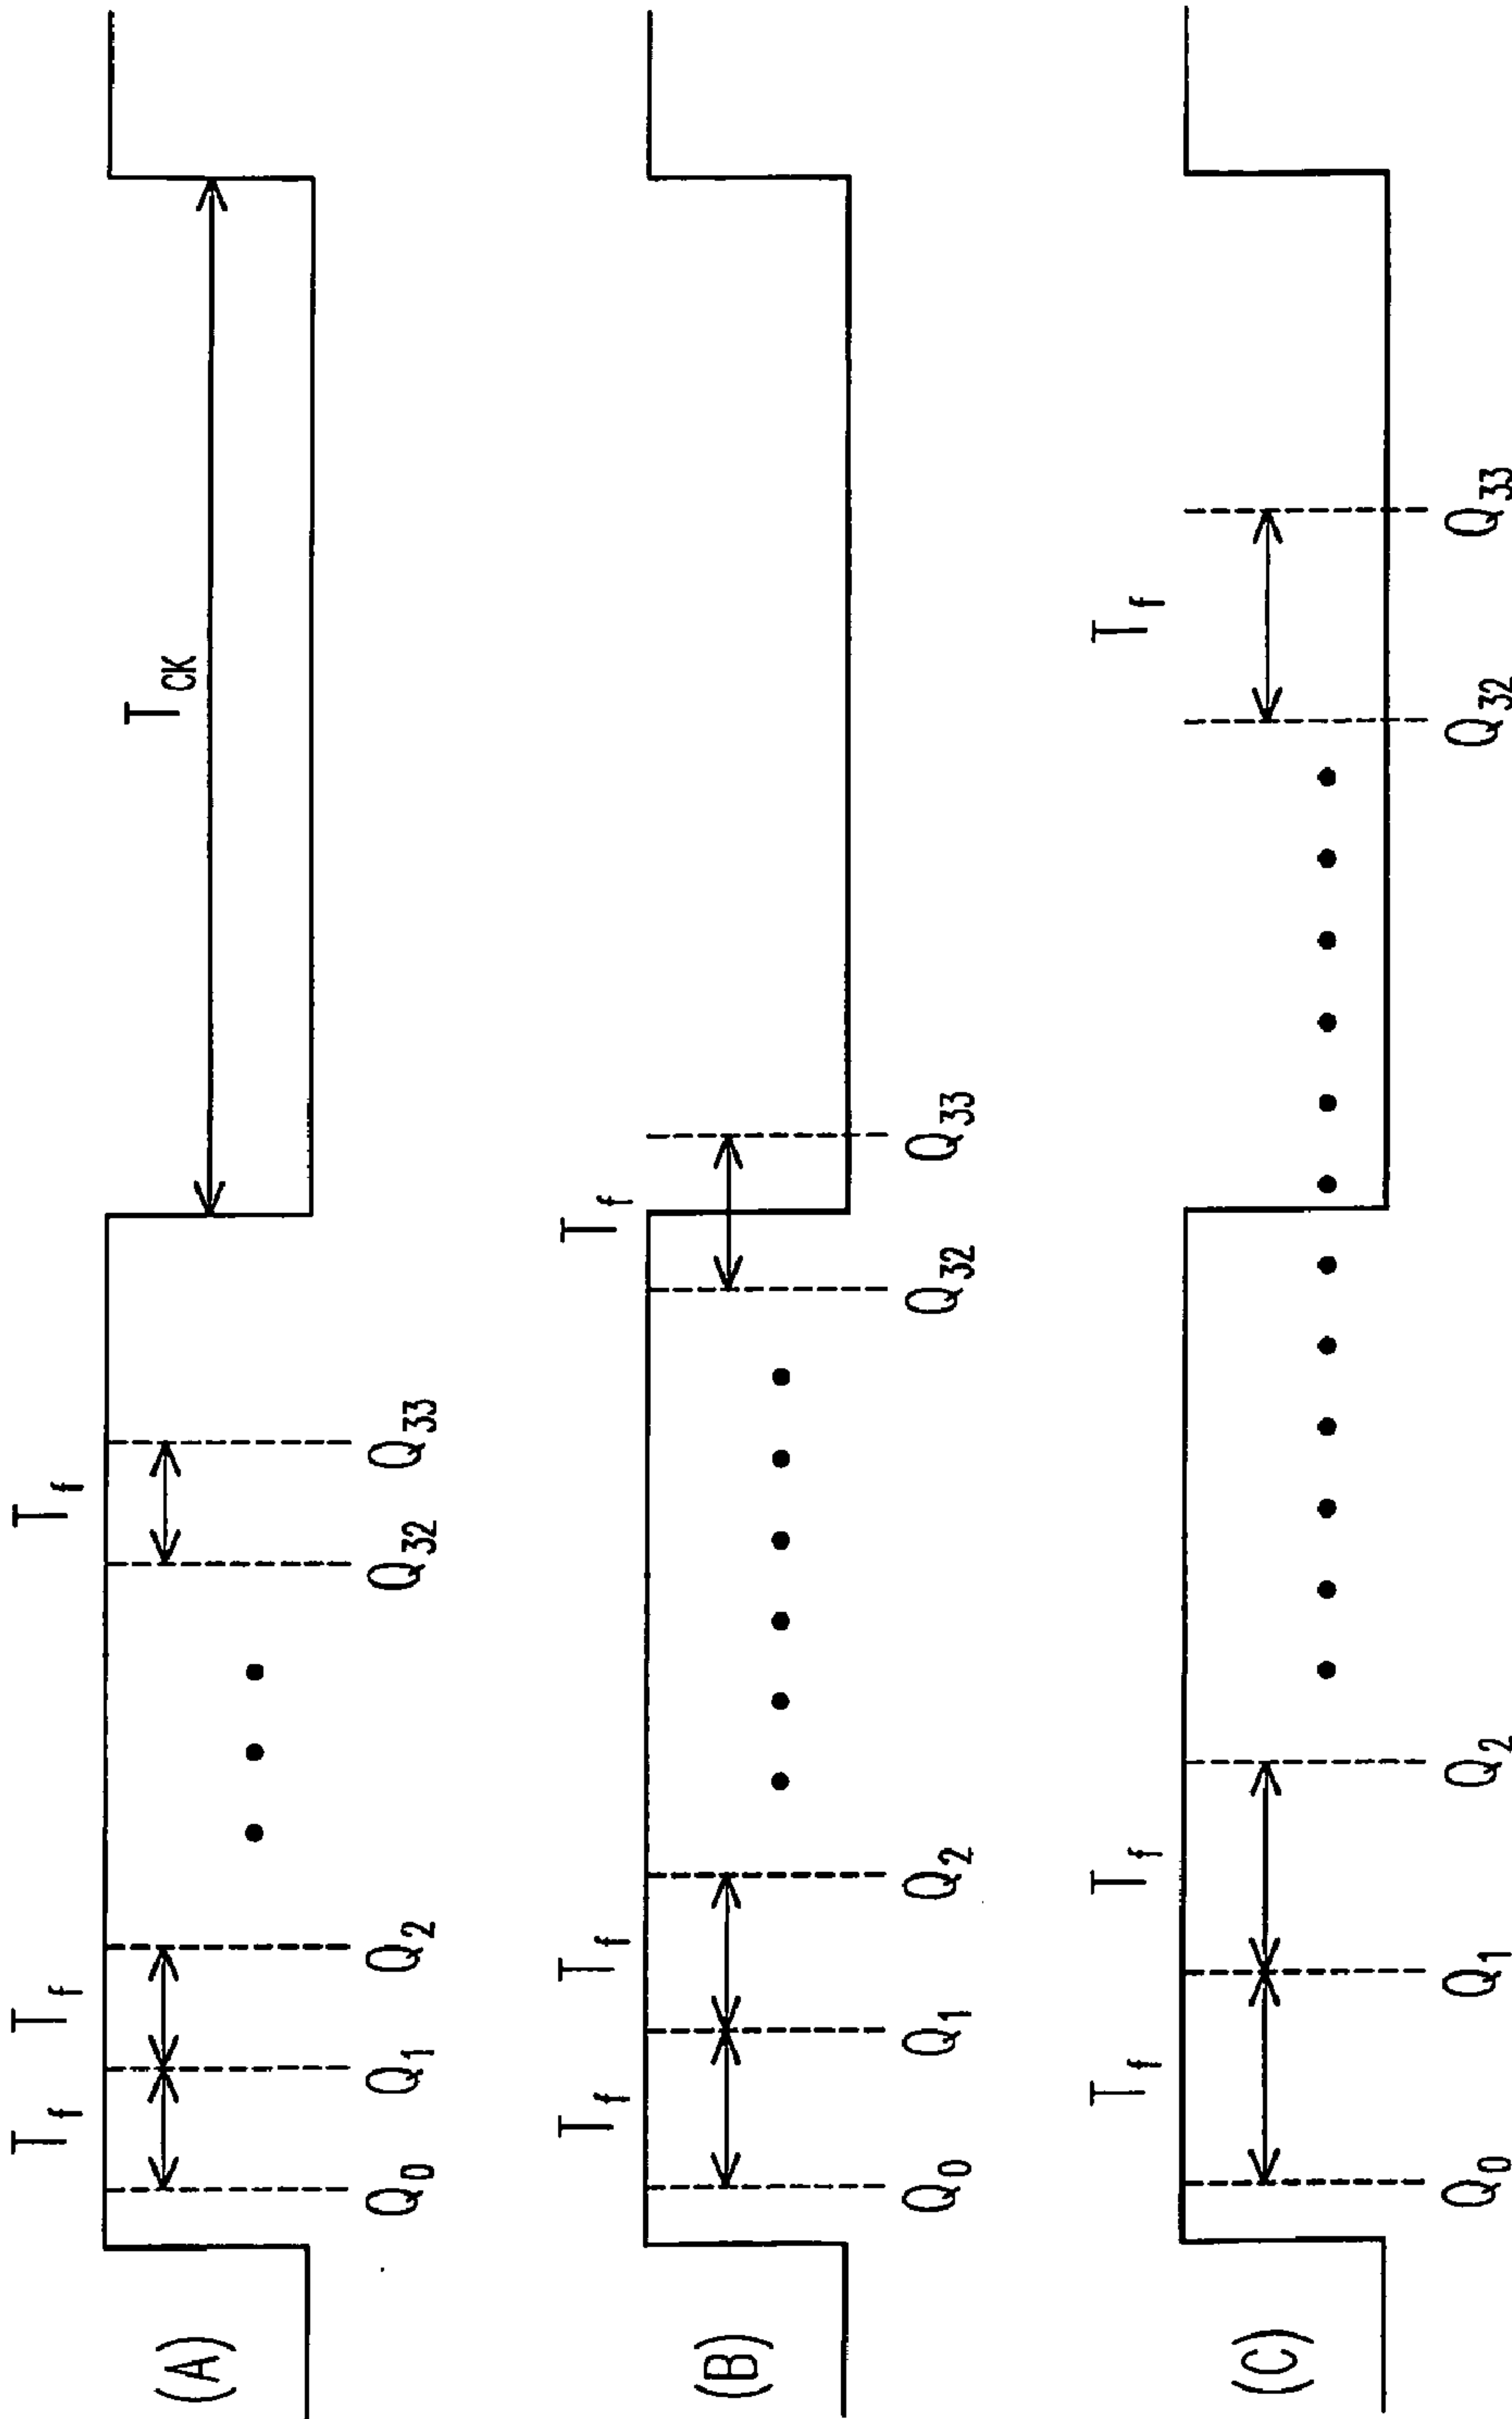 (A)
T_f T_f T_f T_CK
Q_0 Q_1 Q_2 Q_32 Q_33
(B)
T_f T_f T_f
Q_0 Q_1 Q_2 Q_32 Q_33
(C)
T_f T_f T_f
Q_0 Q_1 Q_2 Q_32 Q_33